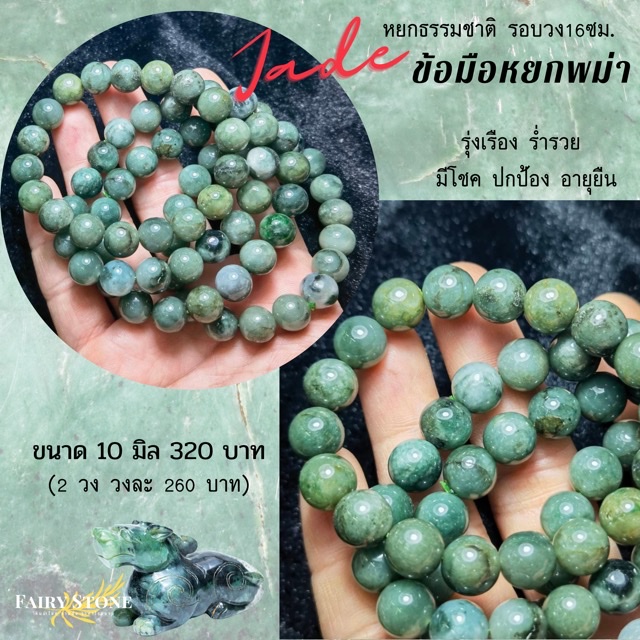 Jade
หยกธรรมชาติ รอบวง16ซม.
ข้อมือหยกพม่า
รุ่งเรือง ร่ำรวย
มีโชค ปกป้อง อายุยืน
ขนาด 10 มิล 320 บาท
(2 วง วงละ 260 บาท)
FAIRY STONE